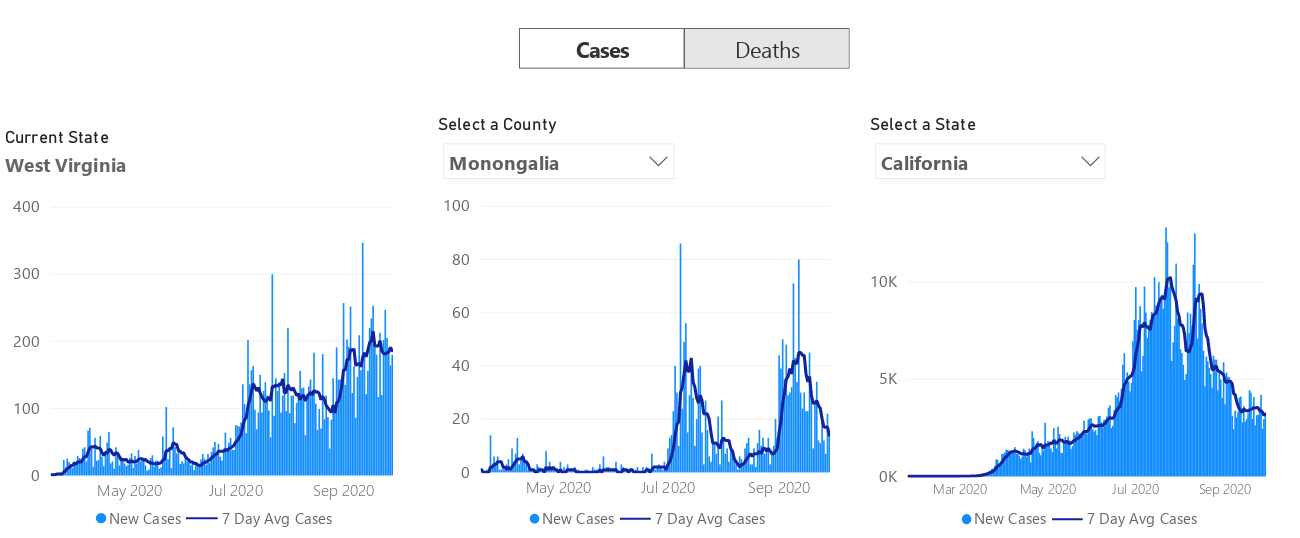 Cases Deaths
Current State
West Virginia
400
300
200
100
0
May 2020 Jul 2020 Sep 2020
New Cases 7 Day Avg Cases
Select a County
Monongalia
100
80
60
40
20
0
May 2020 Jul 2020 Sep 2020
New Cases 7 Day Avg Cases
Select a State
California
10K
5K
0K
Mar 2020 May 2020 Jul 2020 Sep 2020
New Cases 7 Day Avg Cases